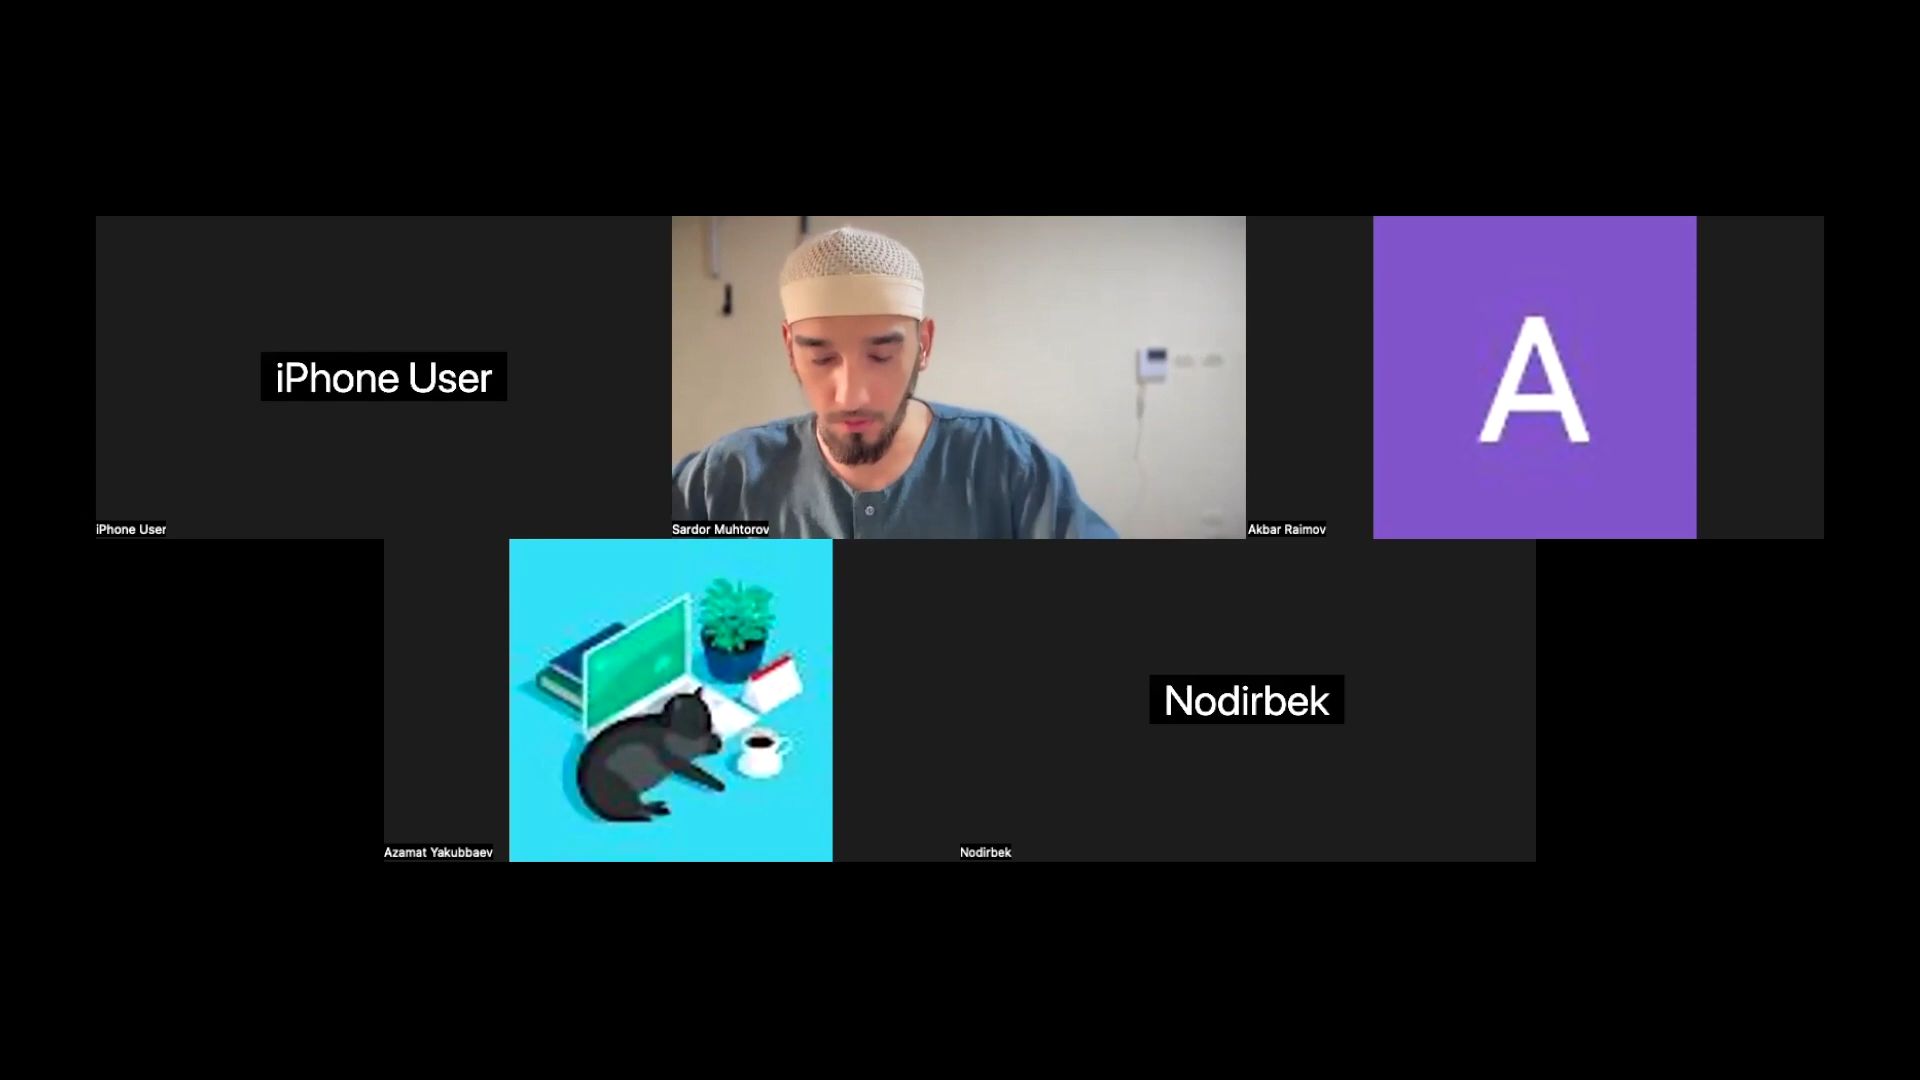 iPhone User
iPhone User
Sardor Muhtorov
Akbar Raimov
A
Azamat Yakubbaev
Nodirbek
Nodirbek